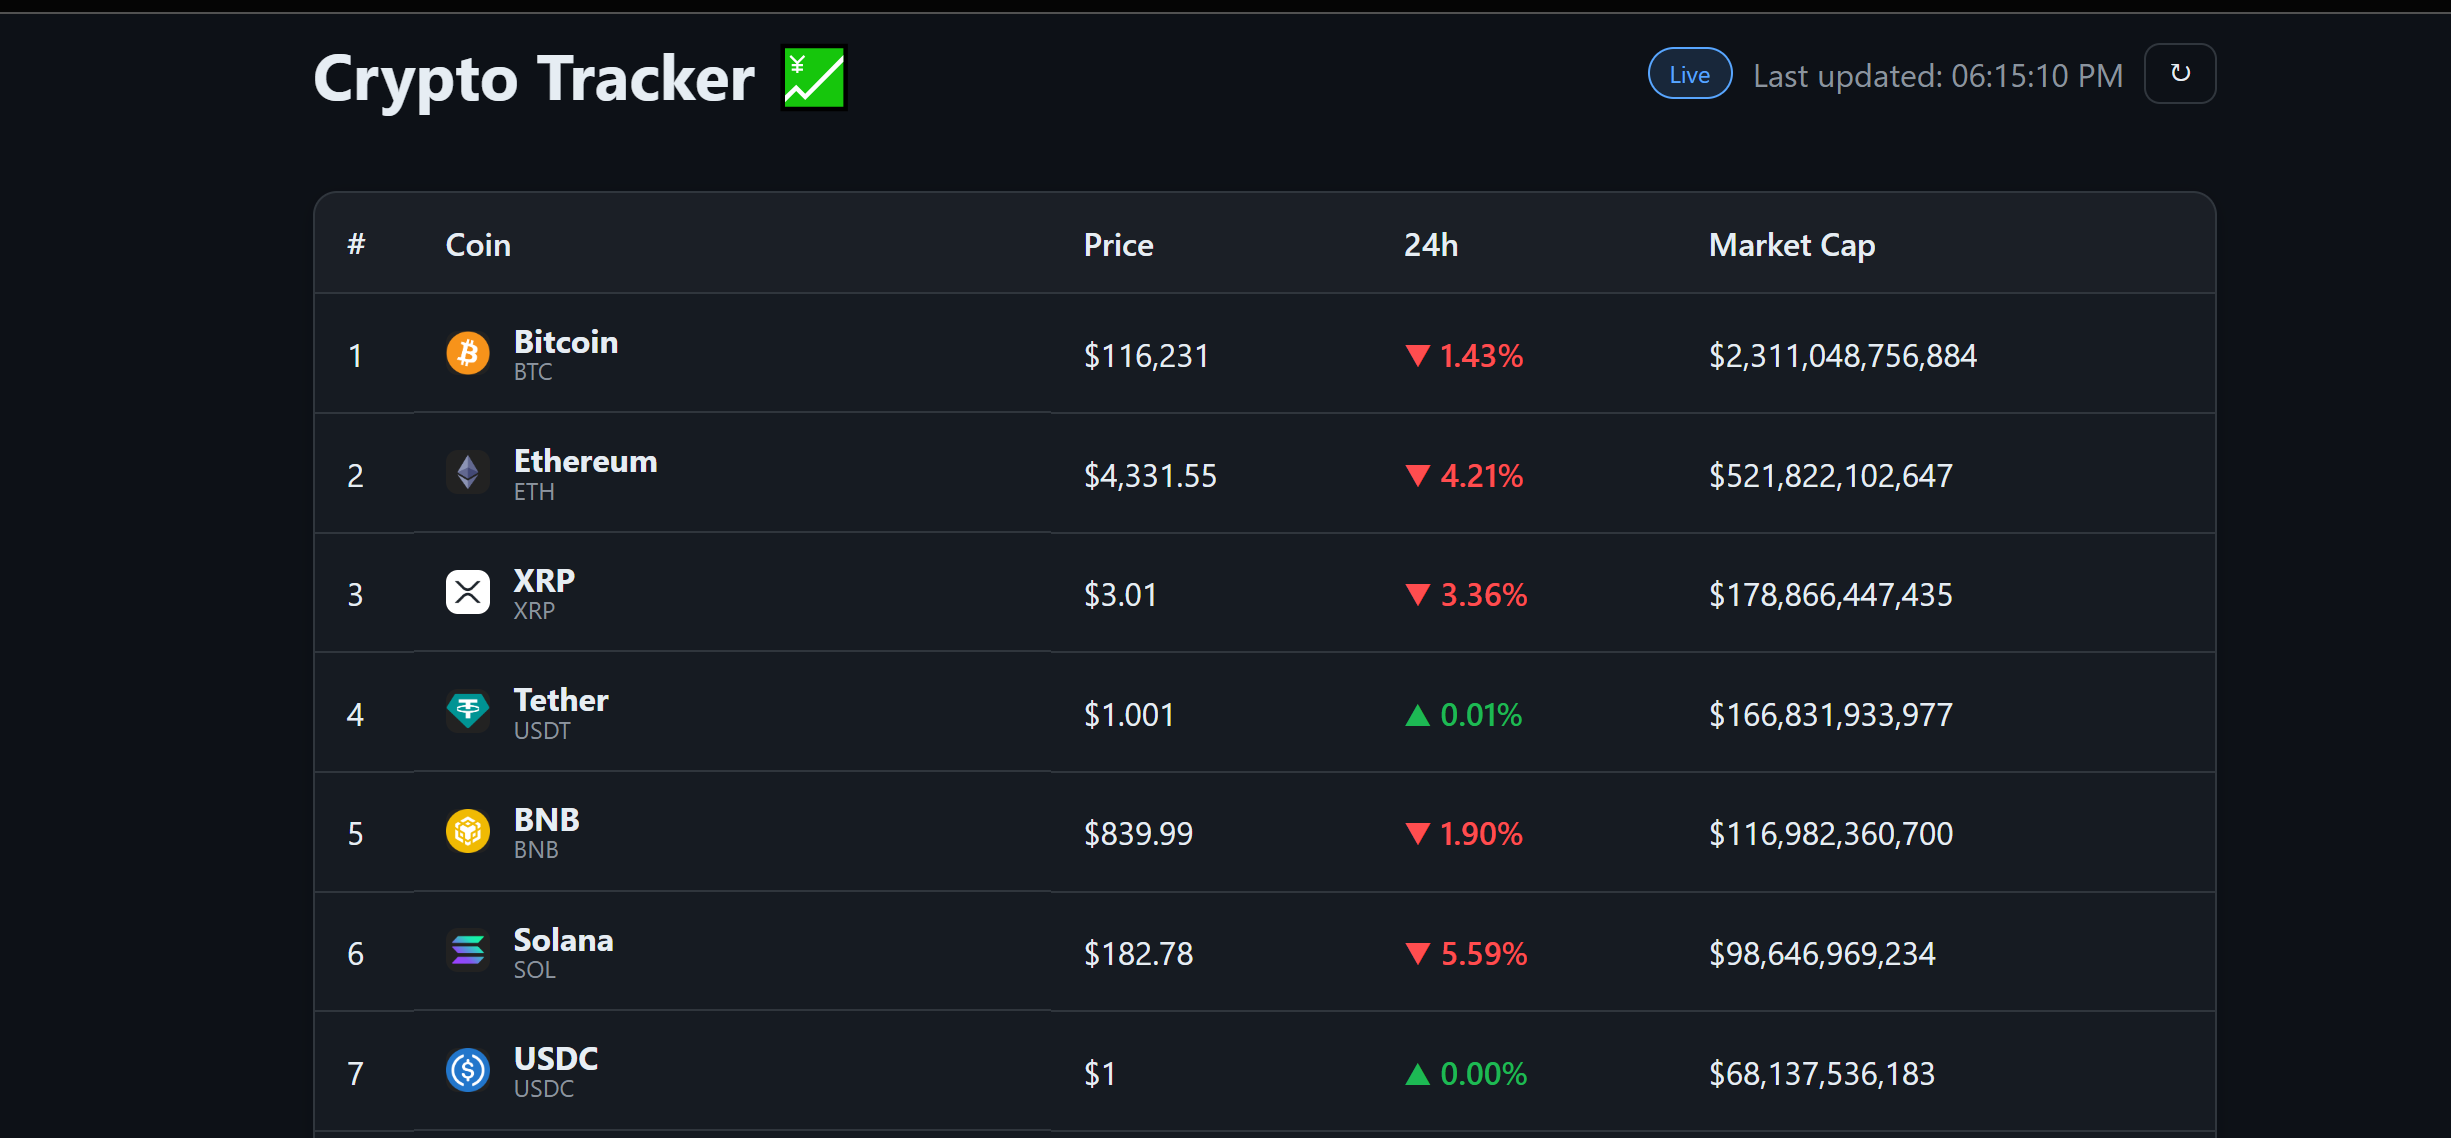 Crypto Tracker 💹
Live Last updated: 06:15:10 PM ↻
# Coin Price 24h Market Cap
1 Bitcoin $116,231 ▼ 1.43% $2,311,048,756,884
BTC
2 Ethereum $4,331.55 ▼ 4.21% $521,822,102,647
ETH
3 XRP $3.01 ▼ 3.36% $178,866,447,435
XRP
4 Tether $1.001 ▲ 0.01% $166,831,933,977
USDT
5 BNB $839.99 ▼ 1.90% $116,982,360,700
BNB
6 Solana $182.78 ▼ 5.59% $98,646,969,234
SOL
7 USDC $1 ▲ 0.00% $68,137,536,183
USDC